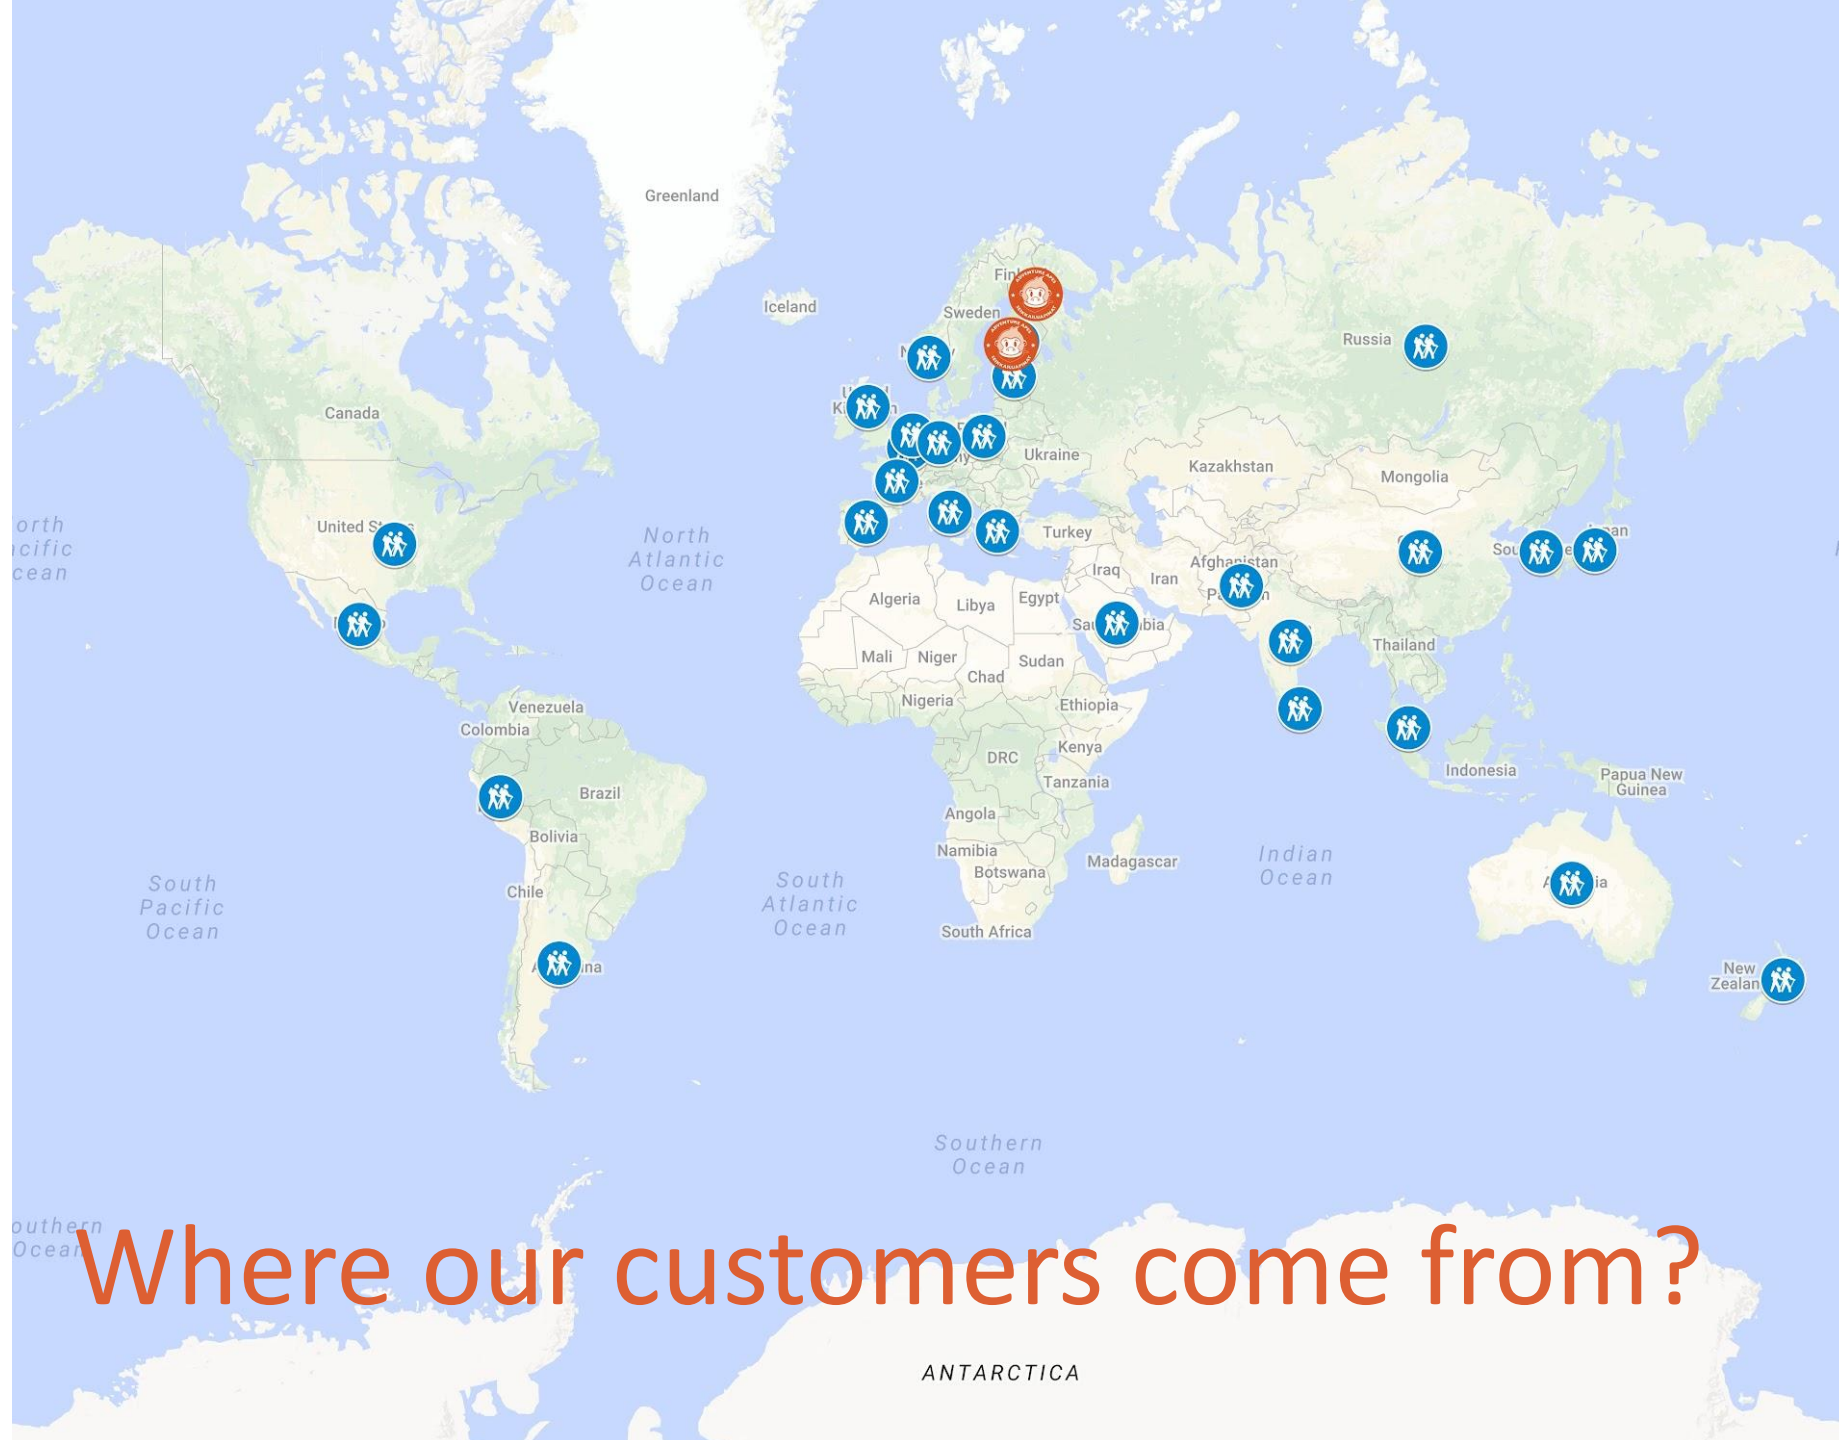 Greenland
Iceland
Sweden
Russia
Canada
Ukraine
Kazakhstan
Mongolia
North
Atlantic
Ocean
Turkey
Afghanistan
Iraq
Iran
Algeria
Libya
Egypt
Mali
Niger
Sudan
Chad
Thailand
Nigeria
Ethiopia
Venezuela
Colombia
DRC
Kenya
Tanzania
Indonesia
Papua New
Guinea
Brazil
Angola
Bolivia
Namibia
Botswana
Madagascar
Indian
Ocean
Chile
South
Pacific
Ocean
South
Atlantic
Ocean
South Africa
New
Southern
Ocean
Where our customers come from?
ANTARCTICA